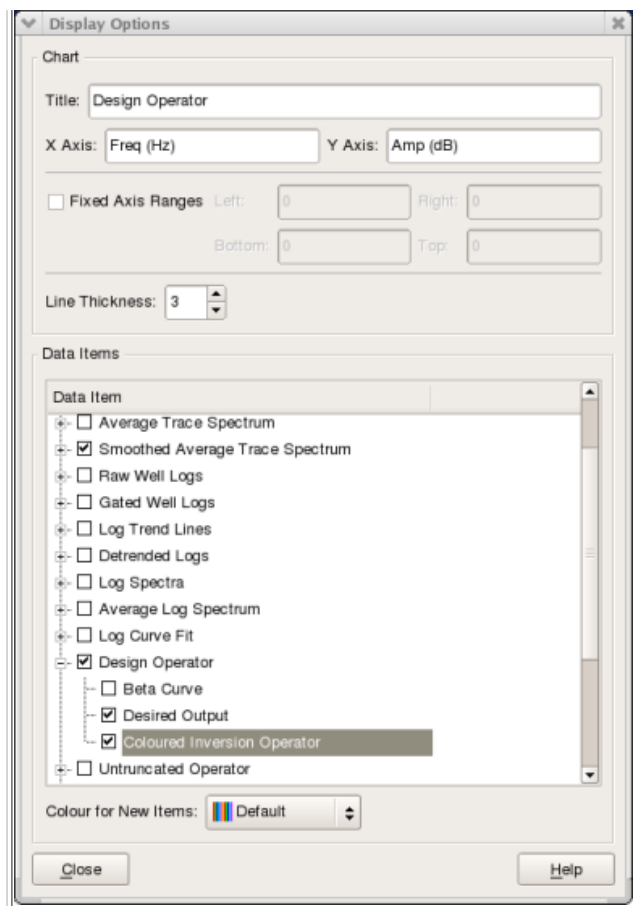 Display Options
Chart
Title: Design Operator
X Axis: Freq (Hz) Y Axis: Amp (dB)
Fixed Axis Ranges Left: 0 Right: 0
Bottom: 0 Top: 0
Line Thickness: 3
Data Items
Data Item
Average Trace Spectrum
Smoothed Average Trace Spectrum
Raw Well Logs
Gated Well Logs
Log Trend Lines
Detrended Logs
Log Spectra
Average Log Spectrum
Log Curve Fit
Design Operator
Beta Curve
Desired Output
Coloured Inversion Operator
Untruncated Operator
Colour for New Items: Default
Close Help